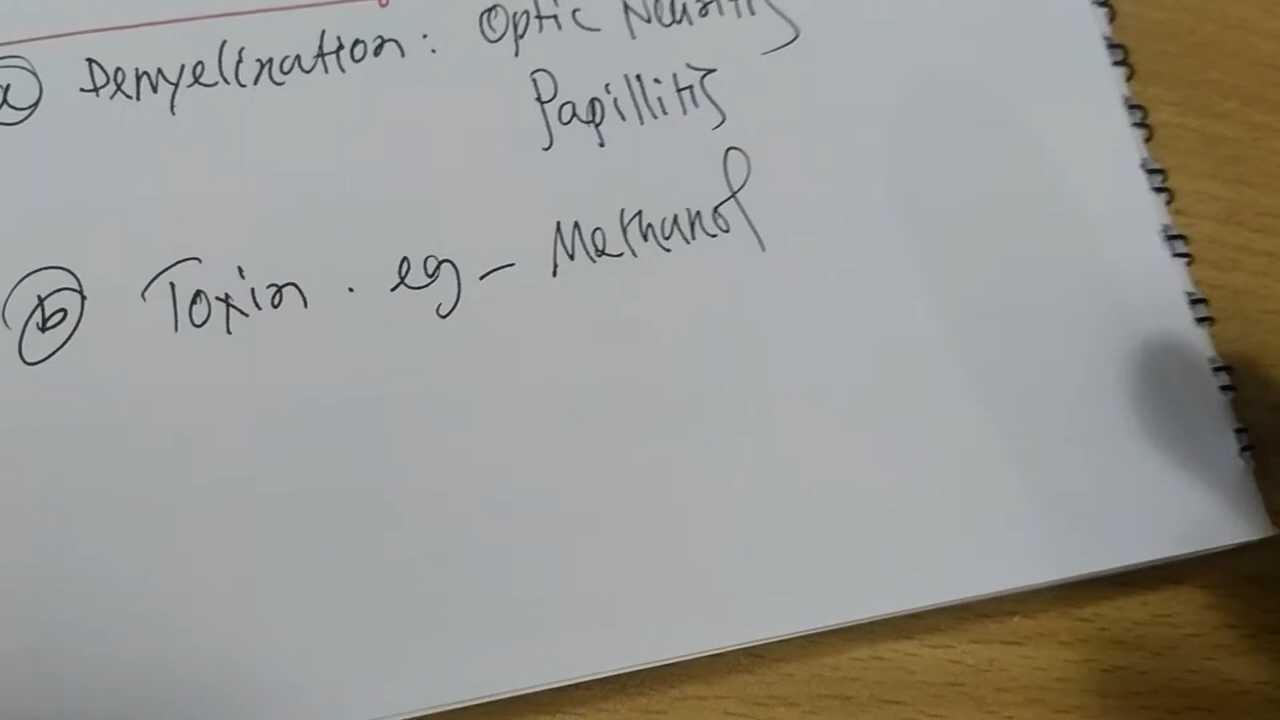 (a) Demyelination: Optic Neuritis
Papillitis
(b) Toxin. eg - Methanol